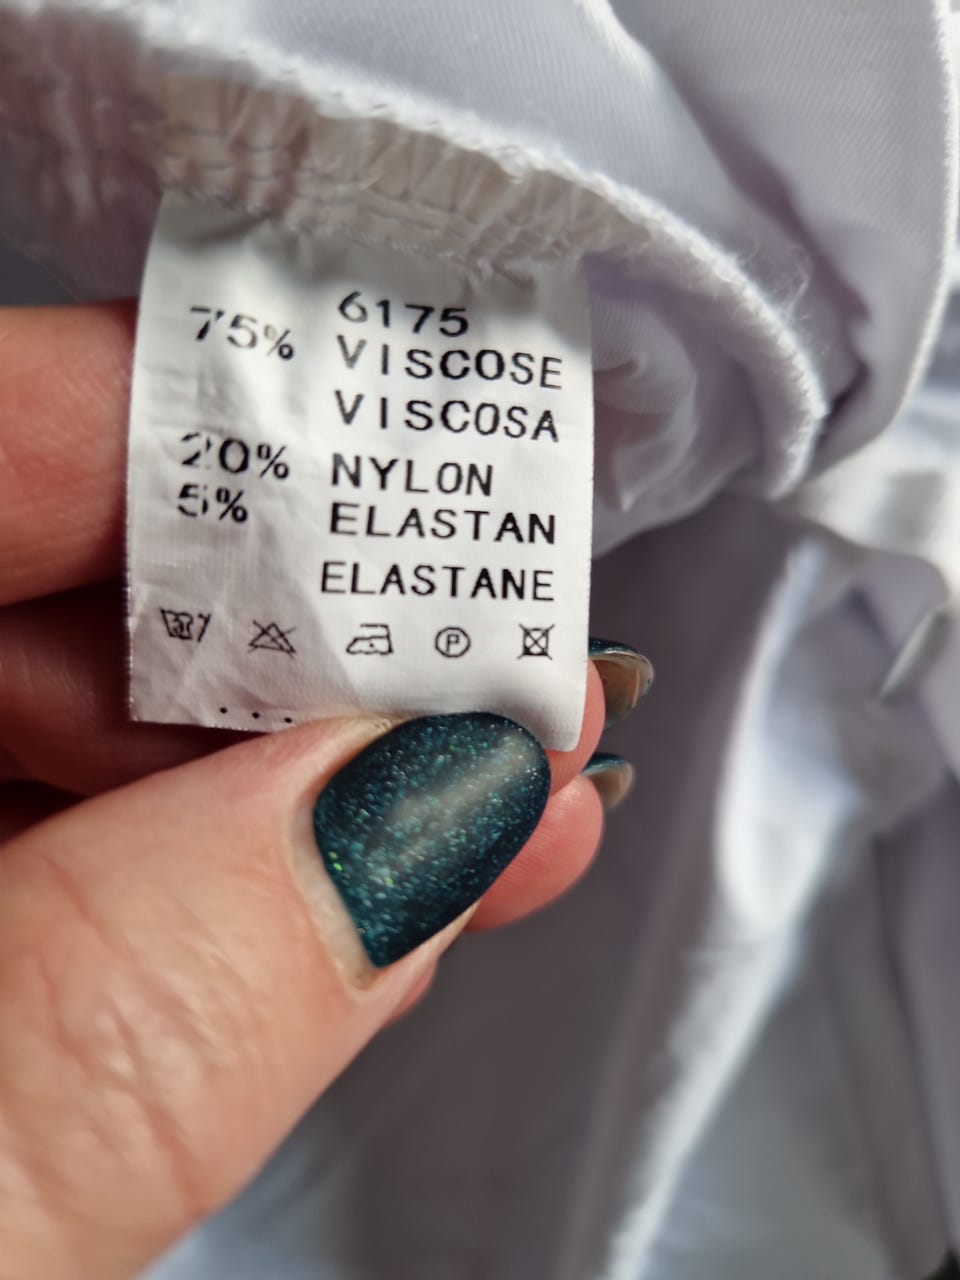 6175
75% VISCOSE
VISCOSA
20% NYLON
5% ELASTAN
ELASTANE
P